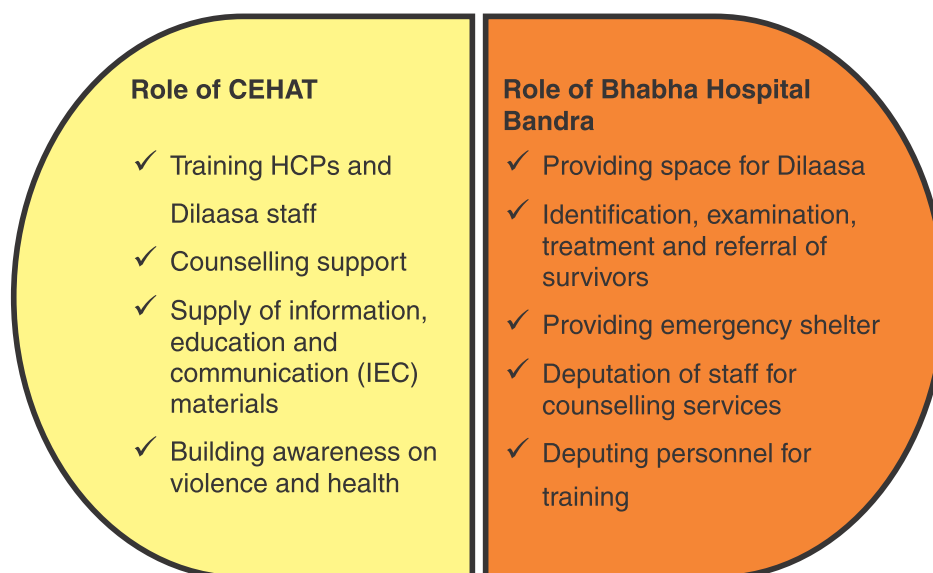 Role of CEHAT
✓ Training HCPs and
Dilaasa staff
✓ Counselling support
✓ Supply of information,
education and
communication (IEC)
materials
✓ Building awareness on
violence and health
Role of Bhabha Hospital
Bandra
✓ Providing space for Dilaasa
✓ Identification, examination,
treatment and referral of
survivors
✓ Providing emergency shelter
✓ Deputation of staff for
counselling services
✓ Deputing personnel for
training